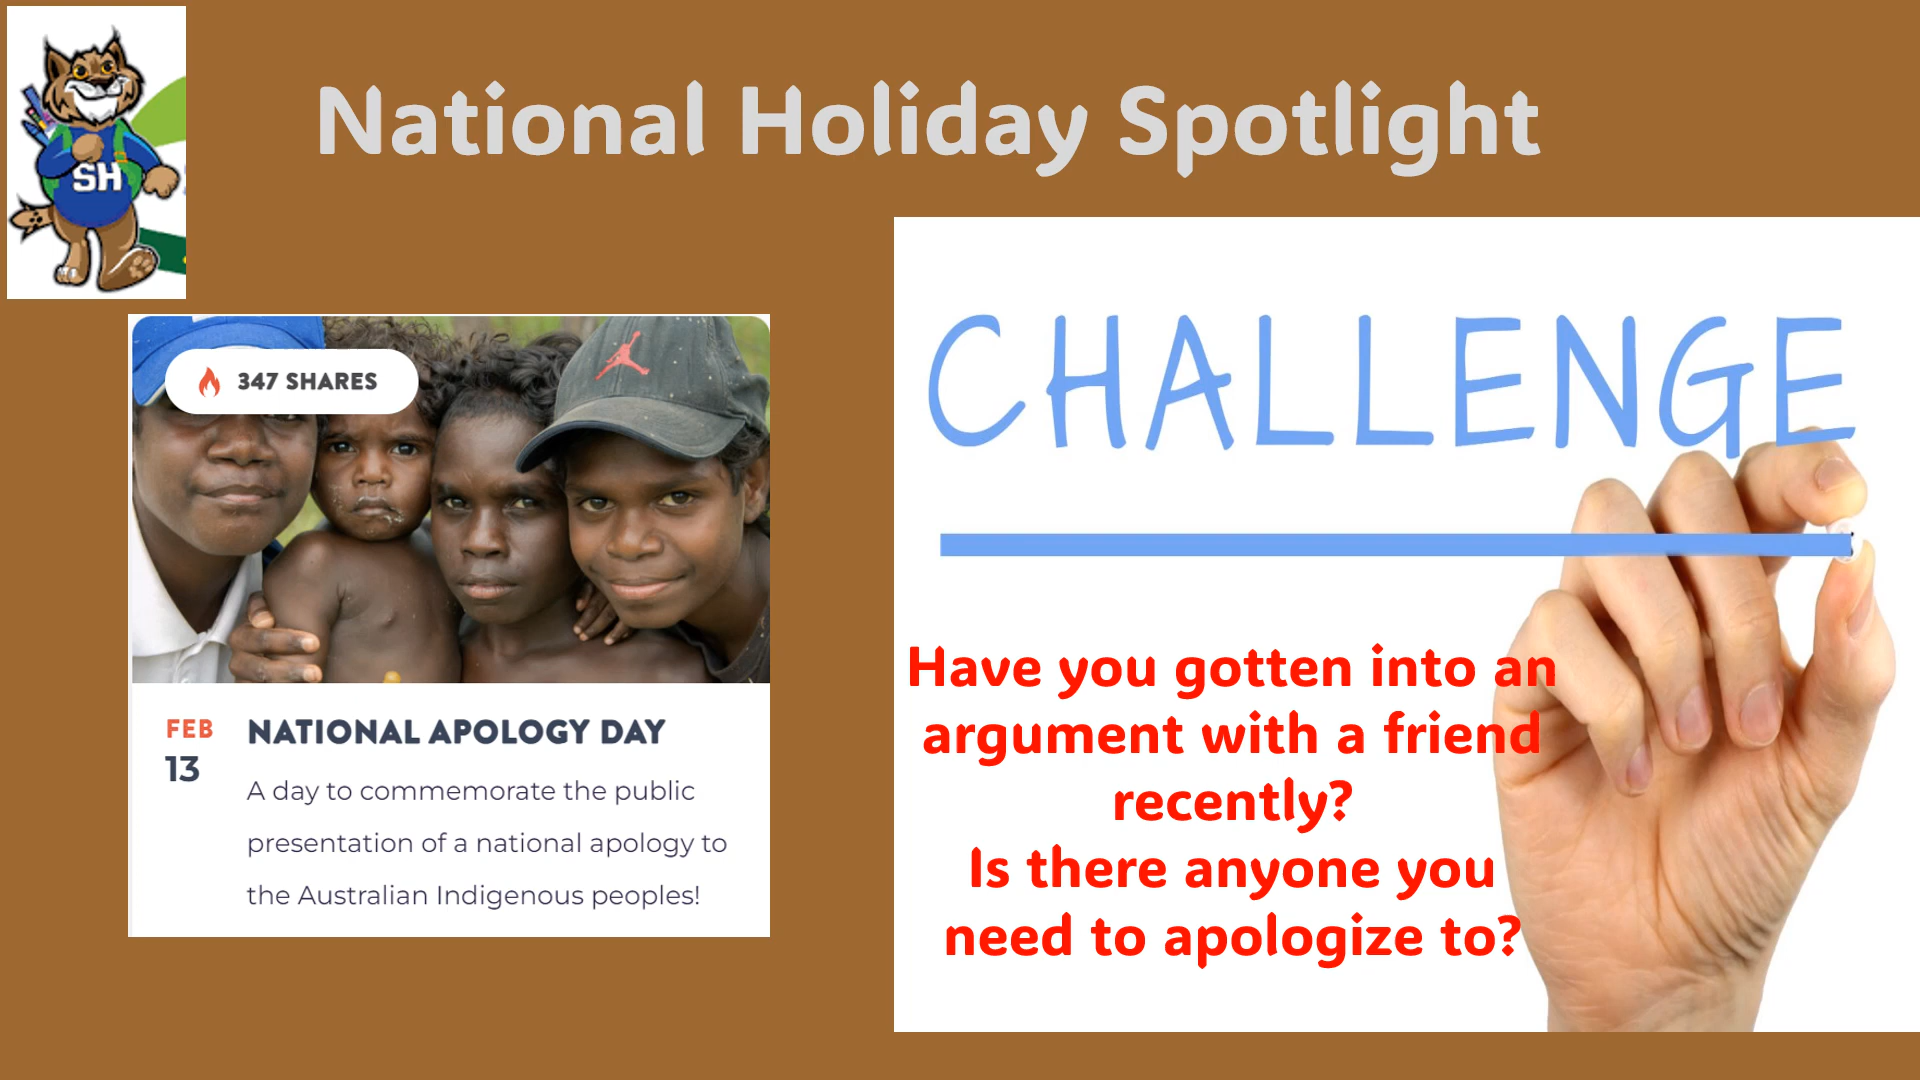 SH
National Holiday Spotlight
347 SHARES
FEB
13
NATIONAL APOLOGY DAY
A day to commemorate the public
presentation of a national apology to
the Australian Indigenous peoples!
CHALLENGE
Have you gotten into an
argument with a friend
recently?
Is there anyone you
need to apologize to?